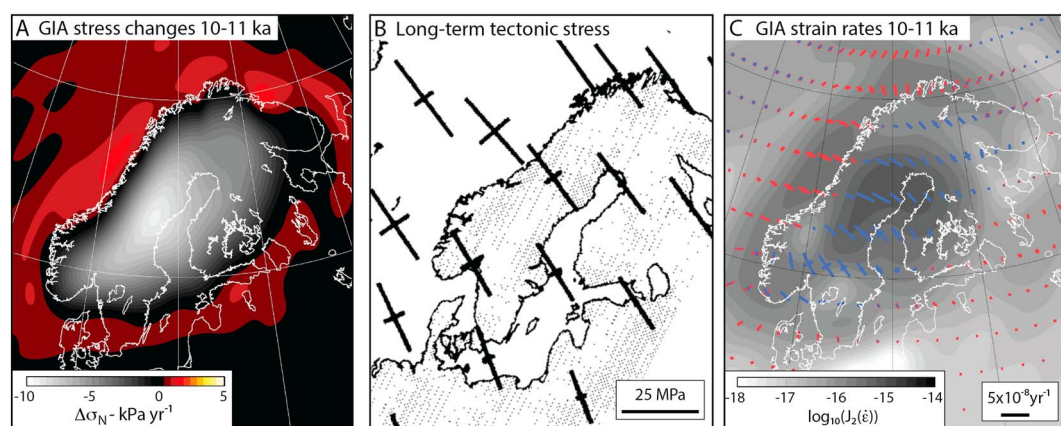 A GIA stress changes 10-11 ka
B Long-term tectonic stress
C GIA strain rates 10-11 ka
-10 -5 0 5
Δσ_N - kPa yr⁻¹
25 MPa
-18 -17 -16 -15 -14
log₁₀(J₂(ε̇))
5x10⁻⁸yr⁻¹